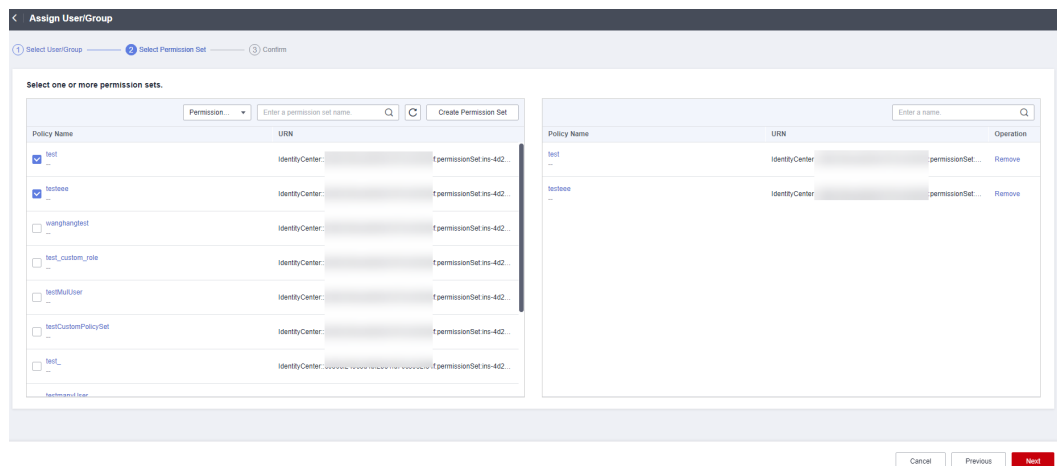 Assign User/Group
1 Select User/Group 2 Select Permission Set 3 Confirm
Select one or more permission sets.
Permission... Enter a permission set name. Create Permission Set Enter a name.
Policy Name URN Policy Name URN Operation
test
--
IdentityCenter:: f:permissionSet:ins-4d2...
test
--
IdentityCenter :permissionSet:... Remove
testeee
--
IdentityCenter: f:permissionSet:ins-4d2...
testeee
--
IdentityCenter :permissionSet:... Remove
wanghangtest
--
IdentityCenter: f:permissionSet:ins-4d2...
test_custom_role
--
IdentityCenter: f:permissionSet:ins-4d2...
testMulUser
--
IdentityCenter: f:permissionSet:ins-4d2...
testCustomPolicySet
--
IdentityCenter: f:permissionSet:ins-4d2...
test_
--
IdentityCenter: f:permissionSet:ins-4d2...
testmanyUser
Cancel Previous Next